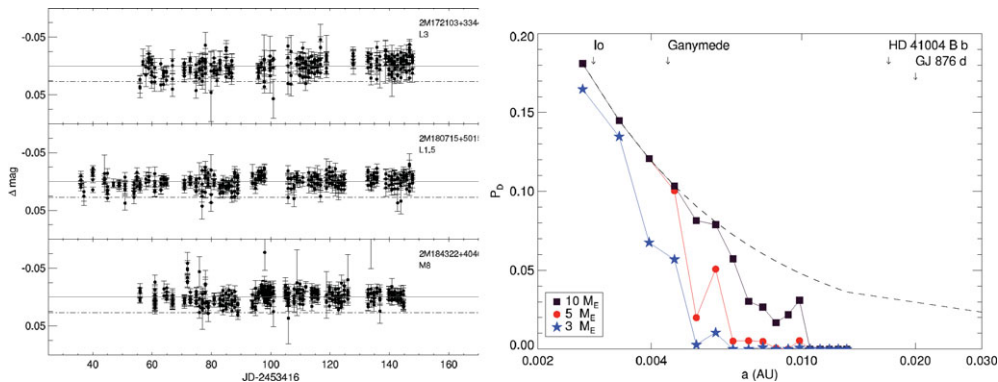 2M172103+334
L3
-0.05
0.05
2M180715+501
L1.5
-0.05
0.05
2M184322+404
M8
-0.05
0.05
Δ mag
40 60 80 100 120 140
JD-2453416
0.20
0.15
0.10
0.05
0.00
P_D
Io Ganymede HD 41004 B b
GJ 876 d
10 M_E
5 M_E
3 M_E
0.002 0.004 0.010 0.020 0.030
a (AU)